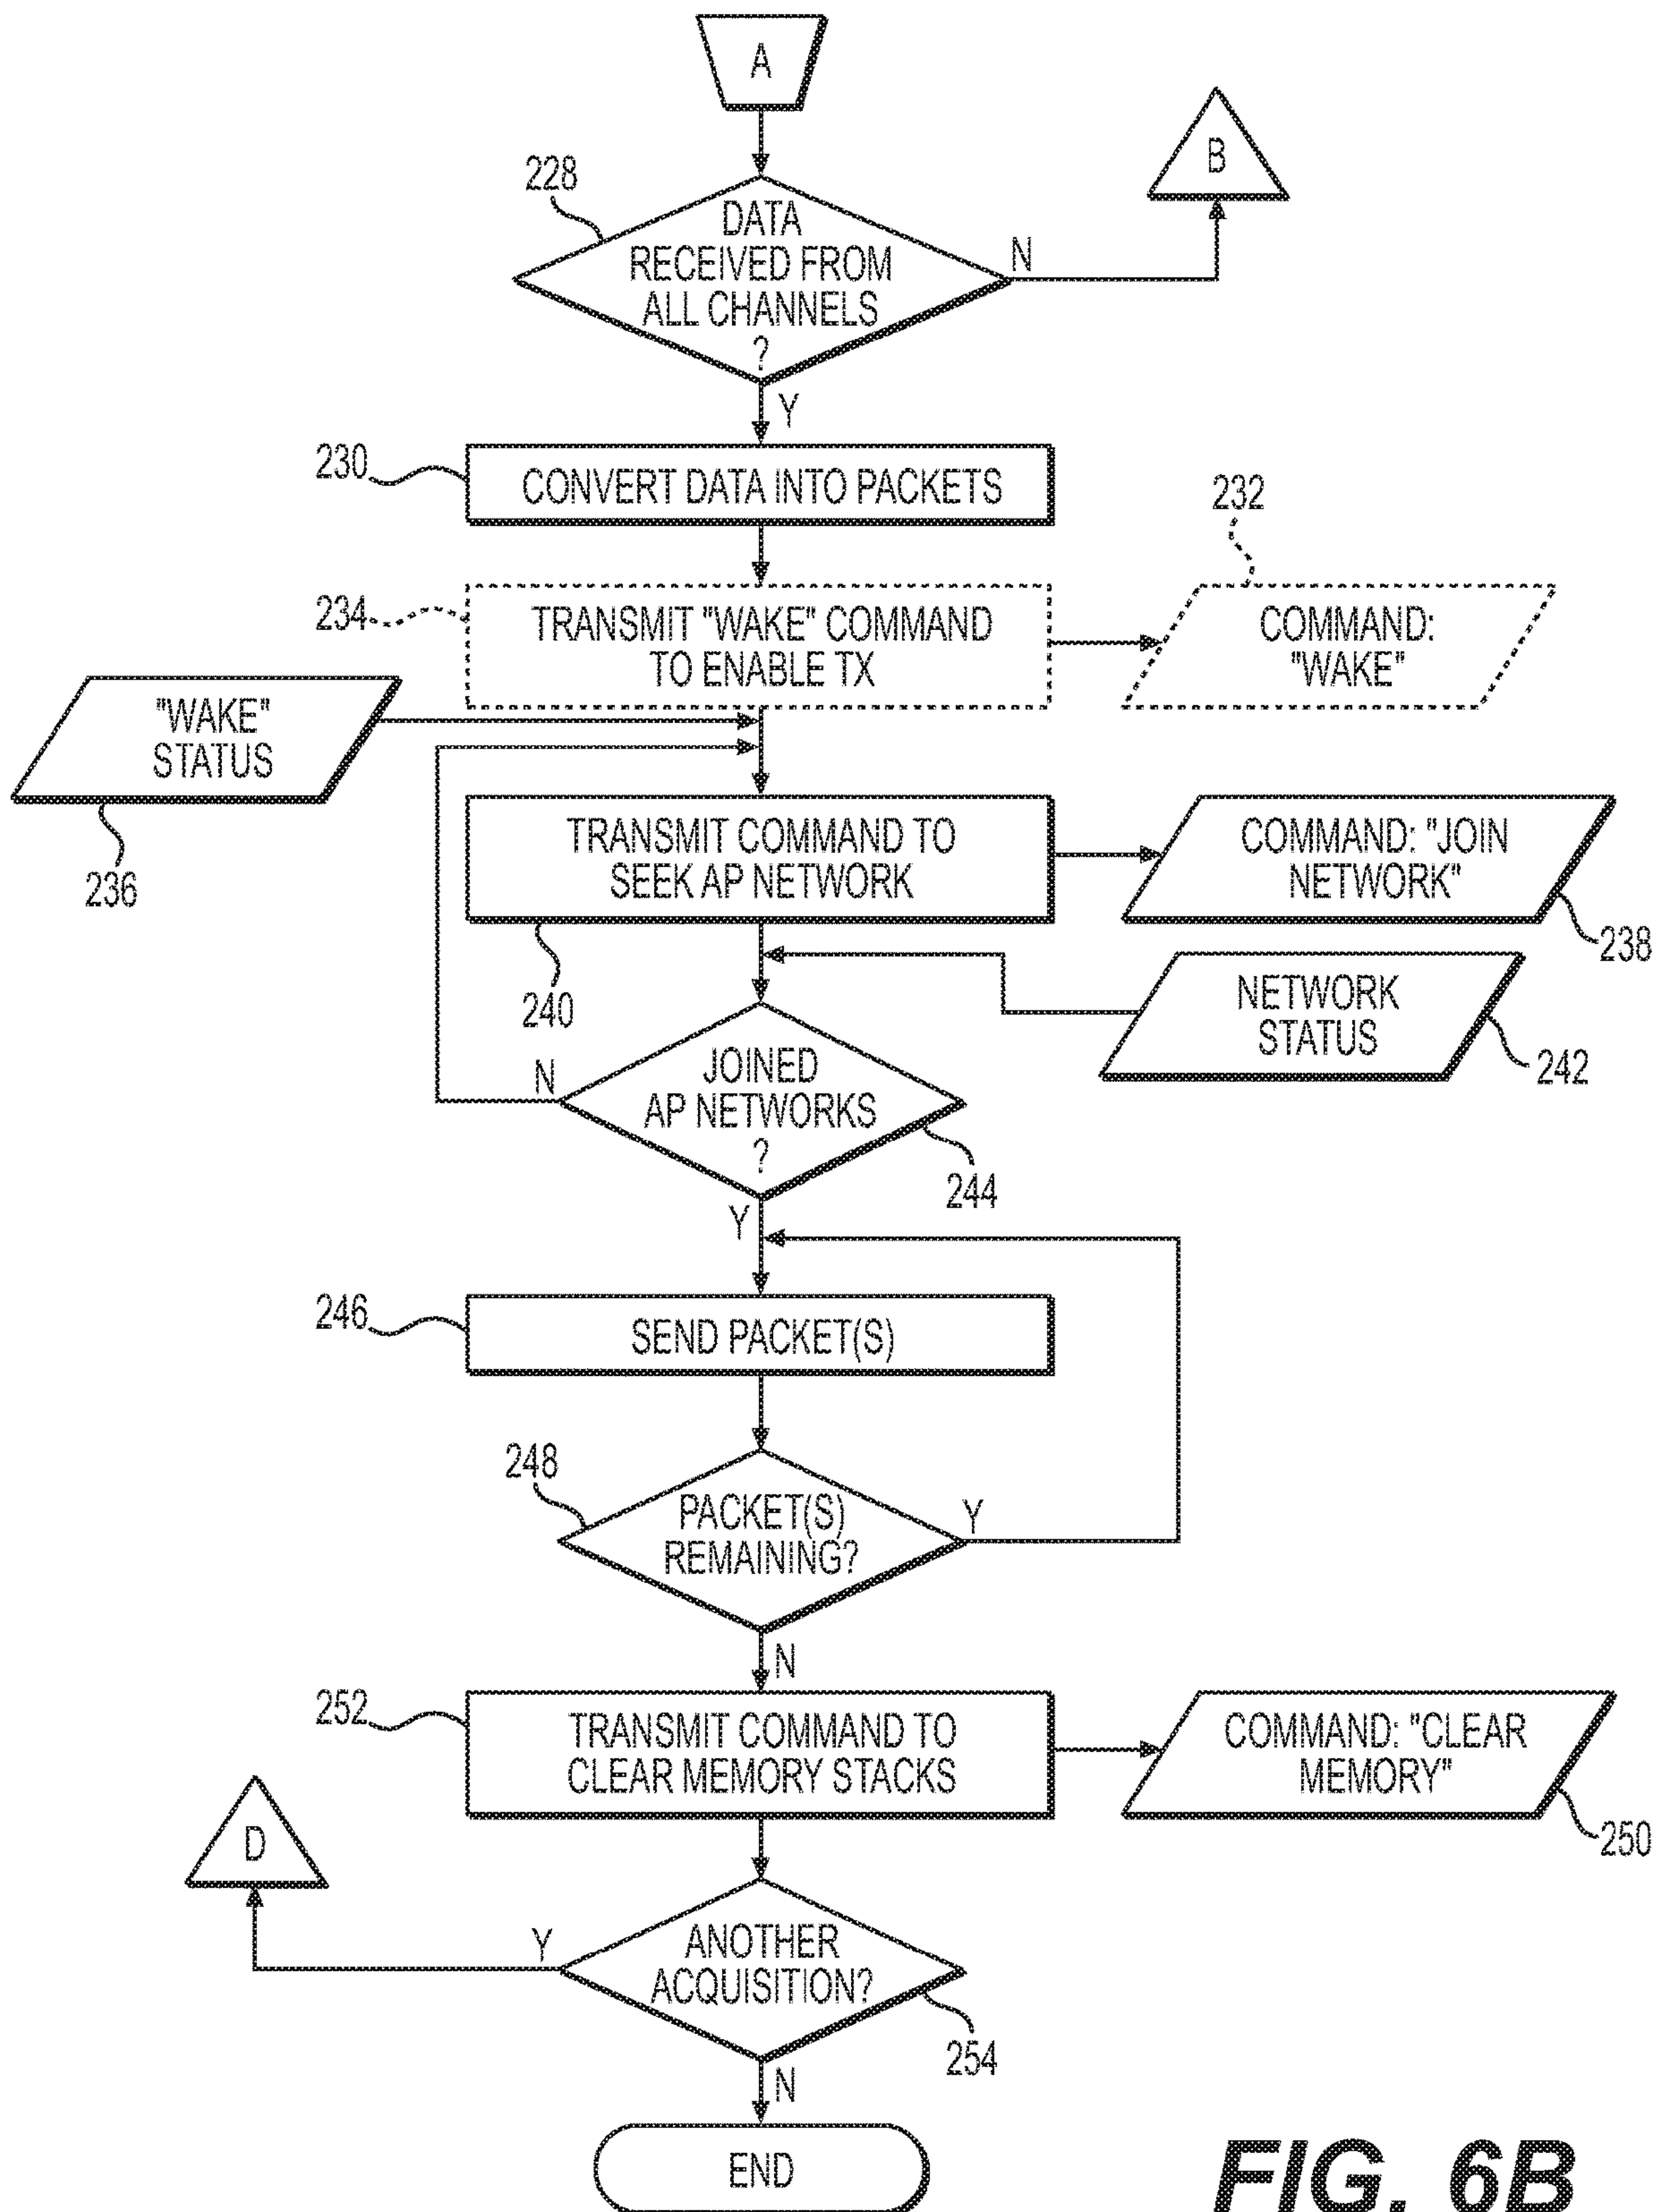 A
B
228
DATA
RECEIVED FROM
ALL CHANNELS
?
N
Y
230
CONVERT DATA INTO PACKETS
232
234
TRANSMIT "WAKE" COMMAND
TO ENABLE TX
COMMAND:
"WAKE"
"WAKE"
STATUS
236
TRANSMIT COMMAND TO
SEEK AP NETWORK
COMMAND: "JOIN
NETWORK"
238
240
NETWORK
STATUS
242
N
JOINED
AP NETWORKS
?
244
Y
246
SEND PACKET(S)
248
PACKET(S)
REMAINING?
Y
N
252
TRANSMIT COMMAND TO
CLEAR MEMORY STACKS
COMMAND: "CLEAR
MEMORY"
250
D
Y
ANOTHER
ACQUISITION?
254
N
END
FIG. 6B